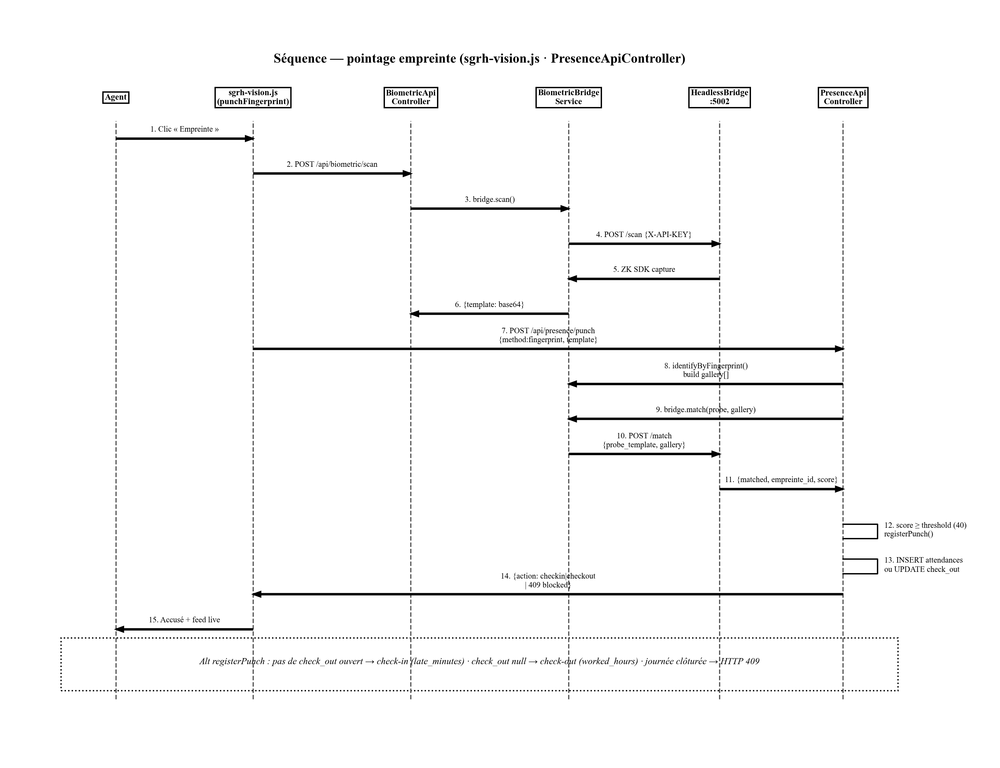 Séquence — pointage empreinte (sgrh-vision.js · PresenceApiController)
Agent
sgrh-vision.js
(punchFingerprint)
BiometricApi
Controller
BiometricBridge
Service
HeadlessBridge
:5002
PresenceApi
Controller
1. Clic « Empreinte »
2. POST /api/biometric/scan
3. bridge.scan()
4. POST /scan {X-API-KEY}
5. ZK SDK capture
6. {template: base64}
7. POST /api/presence/punch
{method:fingerprint, template}
8. identifyByFingerprint()
build gallery[]
9. bridge.match(probe, gallery)
10. POST /match
{probe_template, gallery}
11. {matched, empreinte_id, score}
12. score ≥ threshold (40)
registerPunch()
13. INSERT attendances
ou UPDATE check_out
14. {action: checkin|checkout
| 409 blocked}
15. Accusé + feed live
Alt registerPunch : pas de check_out ouvert → check-in (late_minutes) · check_out null → check-out (worked_hours) · journée clôturée → HTTP 409